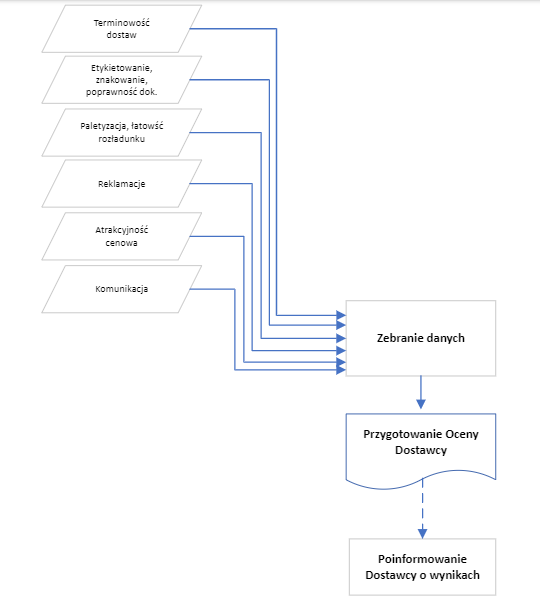 Terminowość
dostaw
Etykietowanie,
znakowanie,
poprawność dok.
Paletyzacja, łatowść
rozładunku
Reklamacje
Atrakcyjność
cenowa
Komunikacja
Zebranie danych
Przygotowanie Oceny
Dostawcy
Poinformowanie
Dostawcy o wynikach